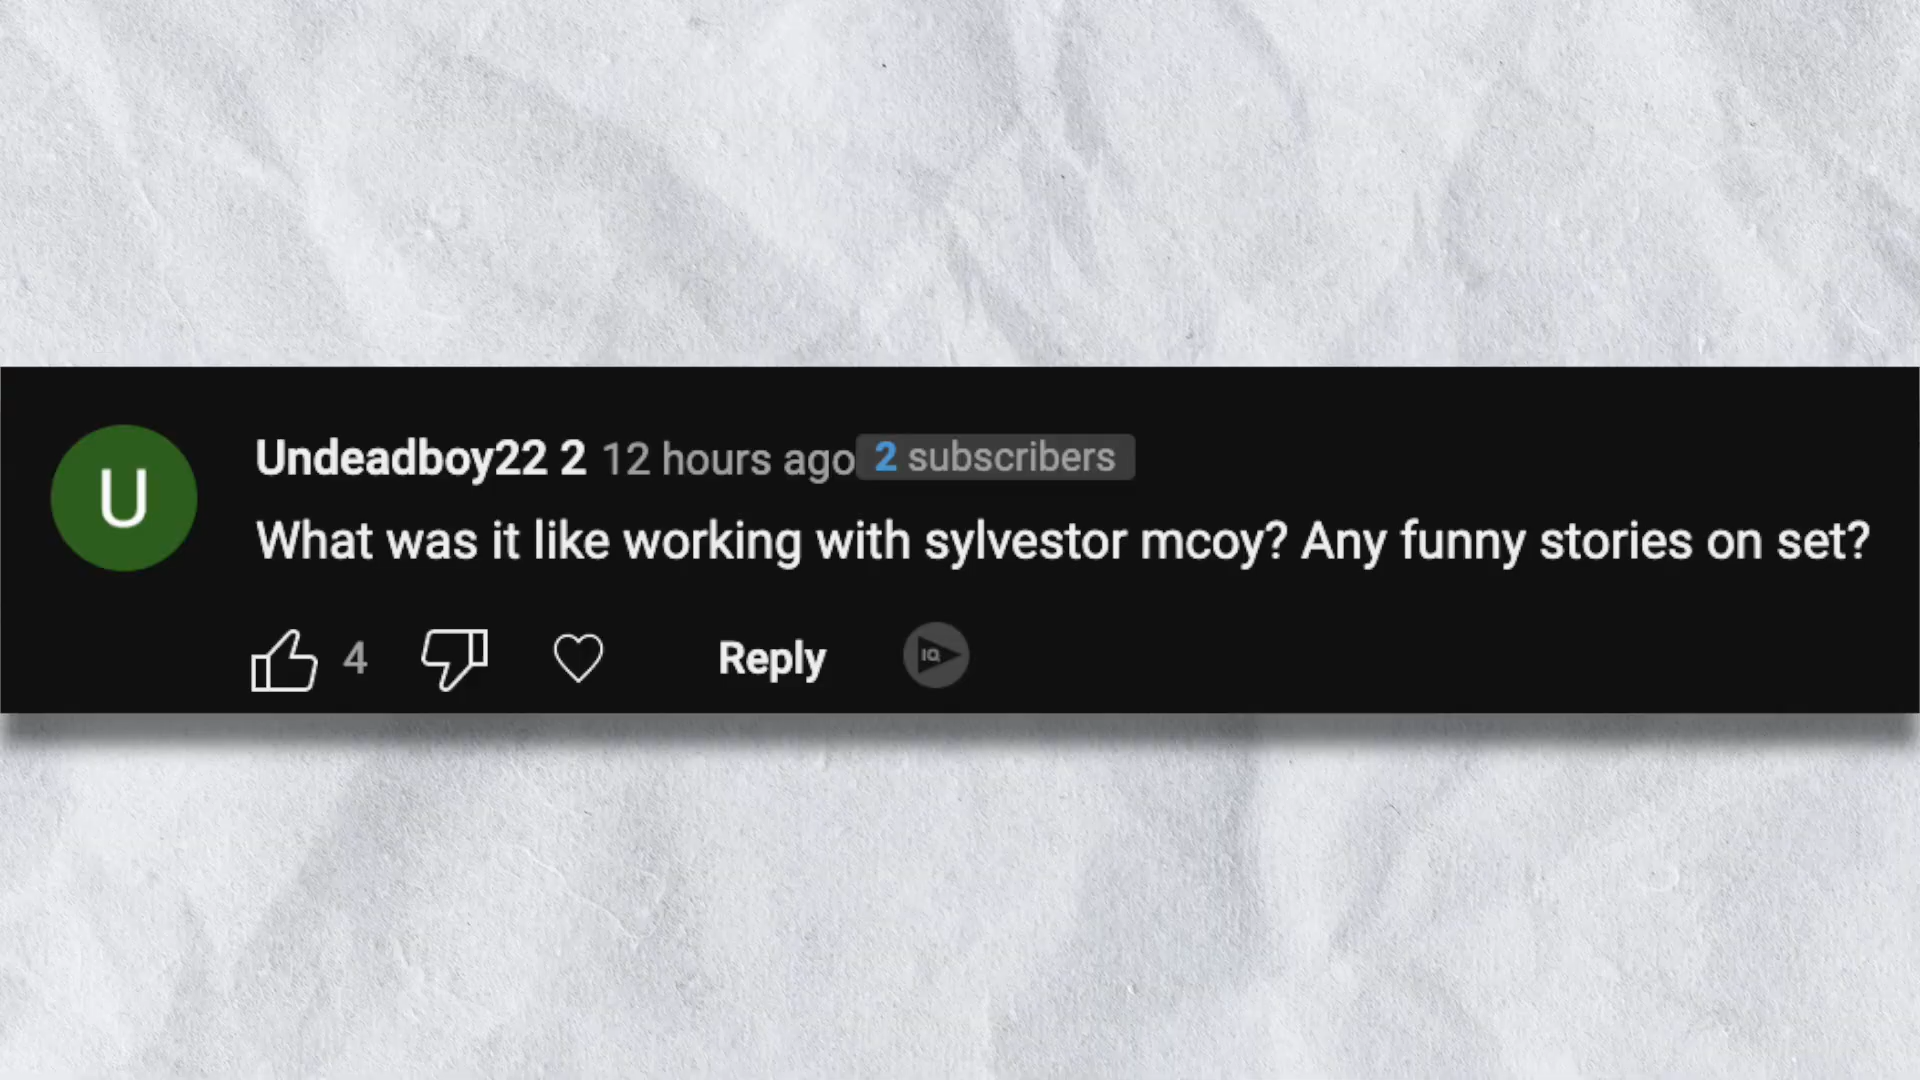 U
Undeadboy22 2 12 hours ago 2 subscribers
What was it like working with sylvestor mcoy? Any funny stories on set?
4 Reply IQ